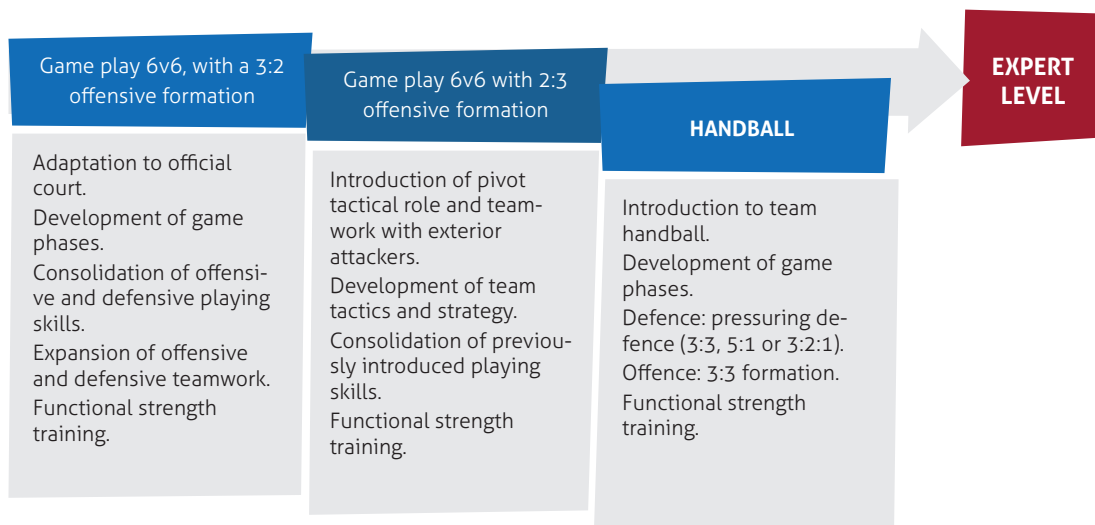 Game play 6v6, with a 3:2
offensive formation
Adaptation to official
court.
Development of game
phases.
Consolidation of offensi-
ve and defensive playing
skills.
Expansion of offensive
and defensive teamwork.
Functional strength
training.
Game play 6v6 with 2:3
offensive formation
Introduction of pivot
tactical role and team-
work with exterior
attackers.
Development of team
tactics and strategy.
Consolidation of previou-
sly introduced playing
skills.
Functional strength
training.
HANDBALL
Introduction to team
handball.
Development of game
phases.
Defence: pressuring de-
fence (3:3, 5:1 or 3:2:1).
Offence: 3:3 formation.
Functional strength
training.
EXPERT
LEVEL